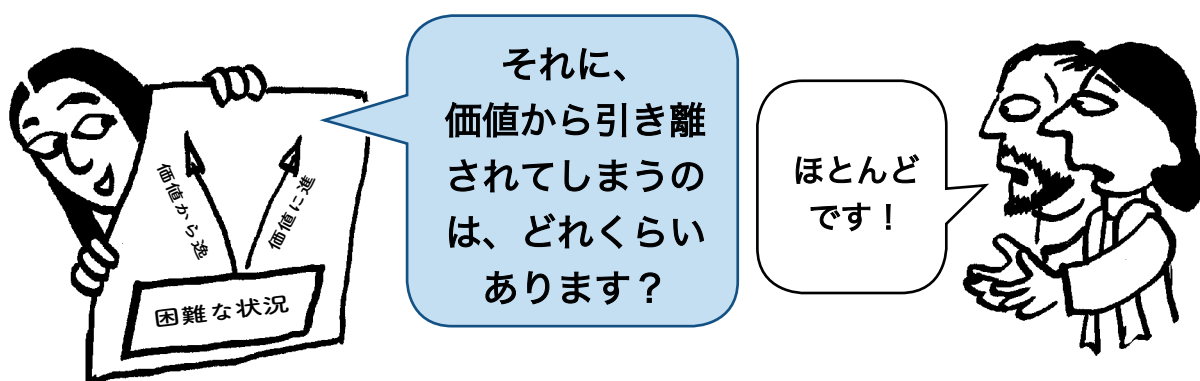 価値から逸
価値に進
困難な状況
それに、
価値から引き離
されてしまうの
は、どれくらい
あります？
ほとんど
です！